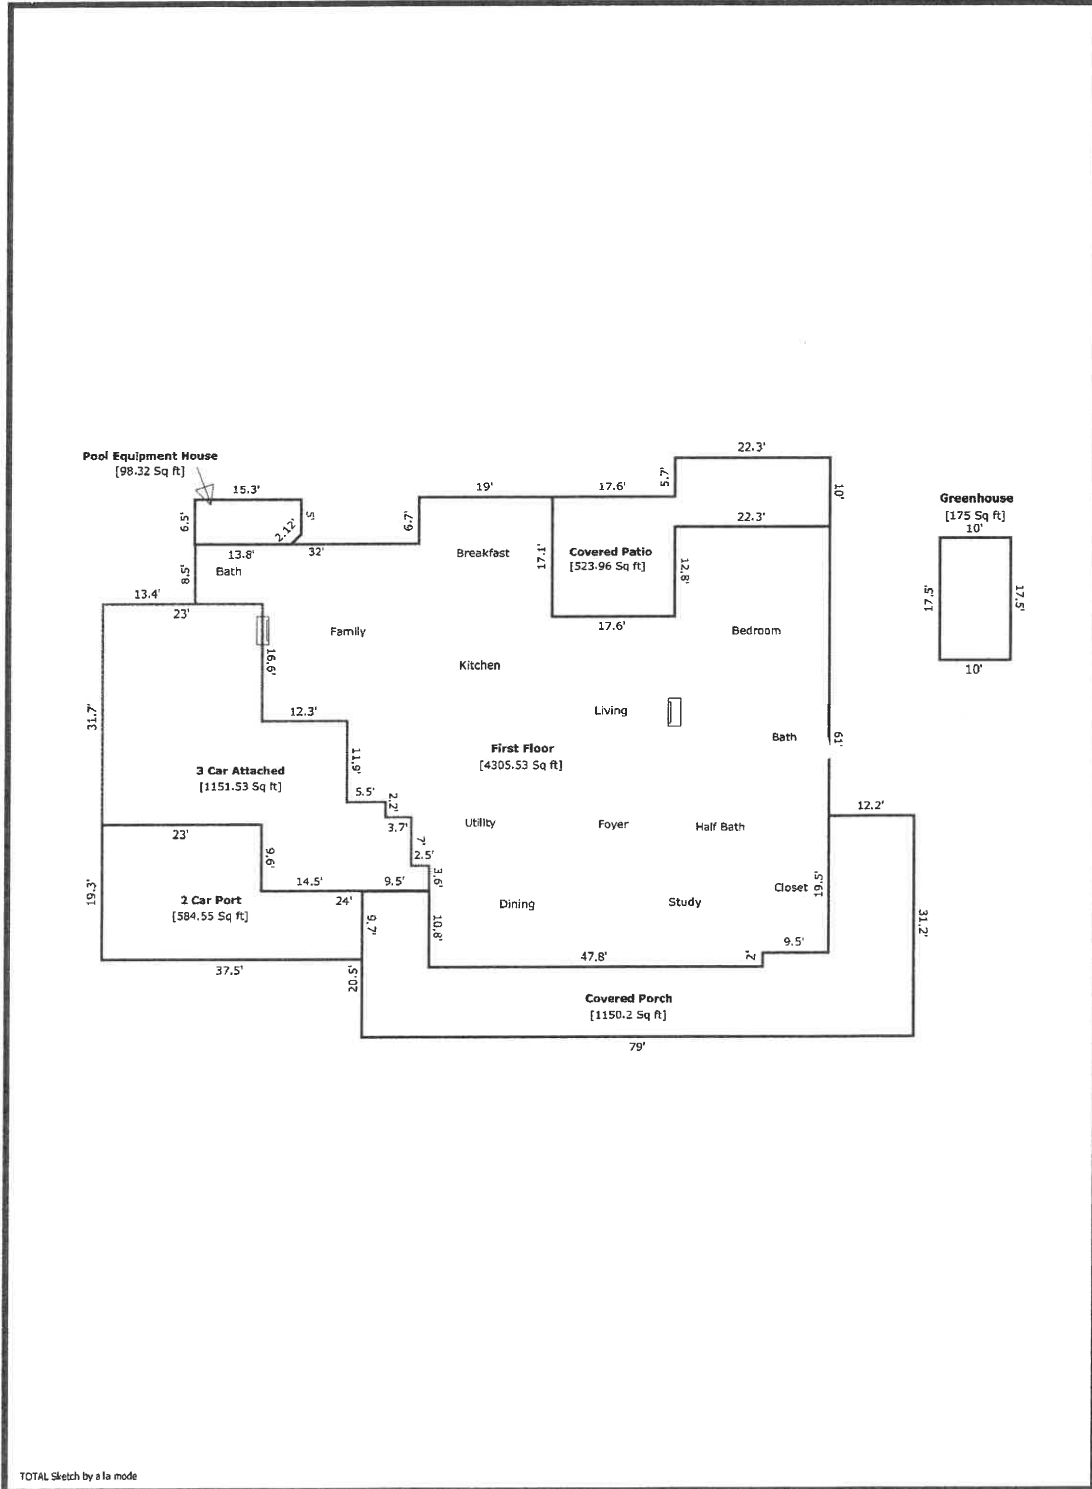 22.3'
Pool Equipment House
[98.32 Sq ft]
15.3'
19'
17.6'
5.7'
10'
Greenhouse
[175 Sq ft]
10'
6.5'
5'
2.12'
6.7'
22.3'
13.8'
32'
Breakfast
17.1'
Covered Patio
[523.96 Sq ft]
12.8'
8.5'
Bath
13.4'
23'
17.5'
17.5'
17.6'
Family
Bedroom
16.6'
Kitchen
10'
31.7'
12.3'
Living
61'
Bath
First Floor
[4305.53 Sq ft]
11.9'
3 Car Attached
[1151.53 Sq ft]
5.5'
2.2'
12.2'
3.7'
Utility
Foyer
Half Bath
23'
7'
9.6'
2.5'
3.6'
14.5'
9.5'
Closet
19.5'
19.3'
2 Car Port
[584.55 Sq ft]
24'
Dining
Study
9.7'
10.8'
31.2'
37.5'
20.5'
47.8'
2'
9.5'
Covered Porch
[1150.2 Sq ft]
79'
TOTAL Sketch by a la mode